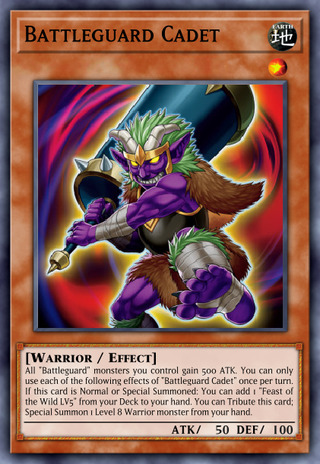 Battleguard Cadet
EARTH
地
[Warrior / Effect]
All "Battleguard" monsters you control gain 500 ATK. You can only
use each of the following effects of "Battleguard Cadet" once per turn.
If this card is Normal or Special Summoned: You can add 1 "Feast of
the Wild LV5" from your Deck to your hand. You can Tribute this card;
Special Summon 1 Level 8 Warrior monster from your hand.
ATK/ 50 DEF/ 100